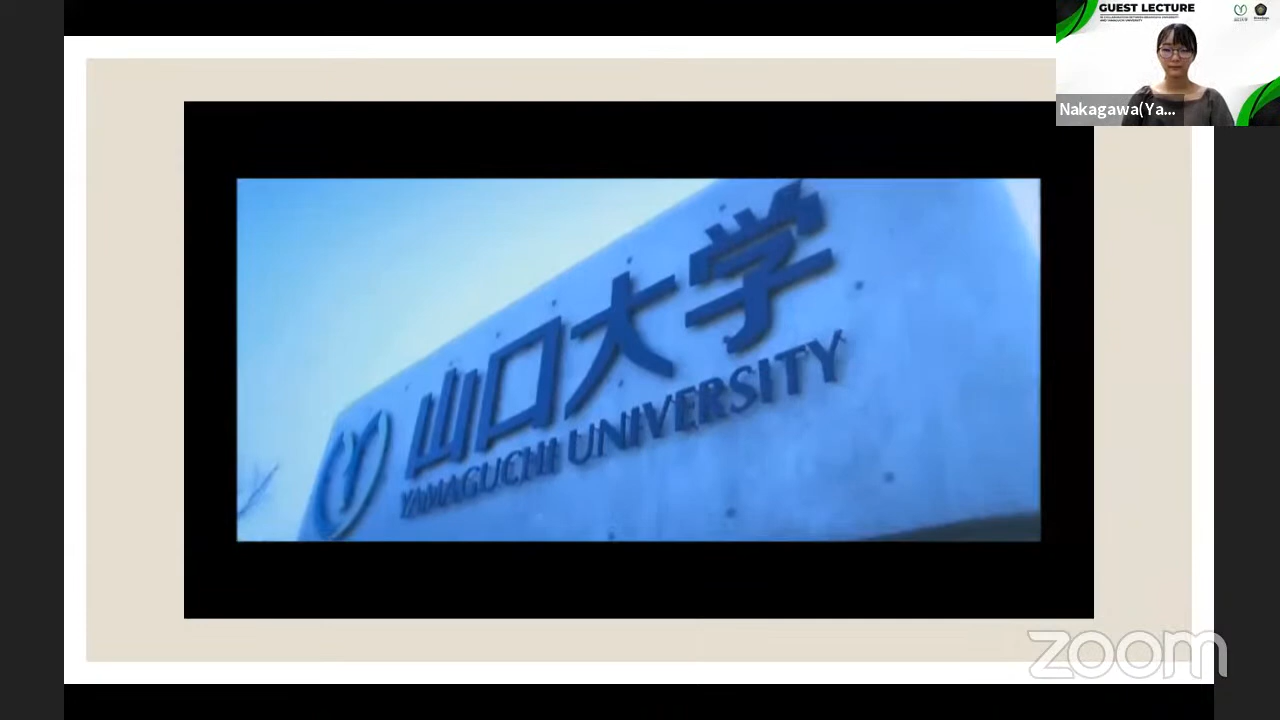 GUEST LECTURE
Nakagawa(Ya...
山口大学
YAMAGUCHI UNIVERSITY
zoom